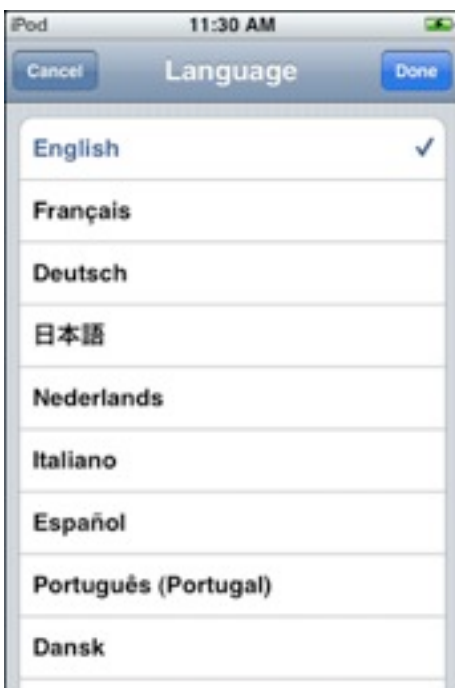 iPod 11:30 AM
Cancel Language Done
English
Français
Deutsch
日本語
Nederlands
Italiano
Español
Português (Portugal)
Dansk